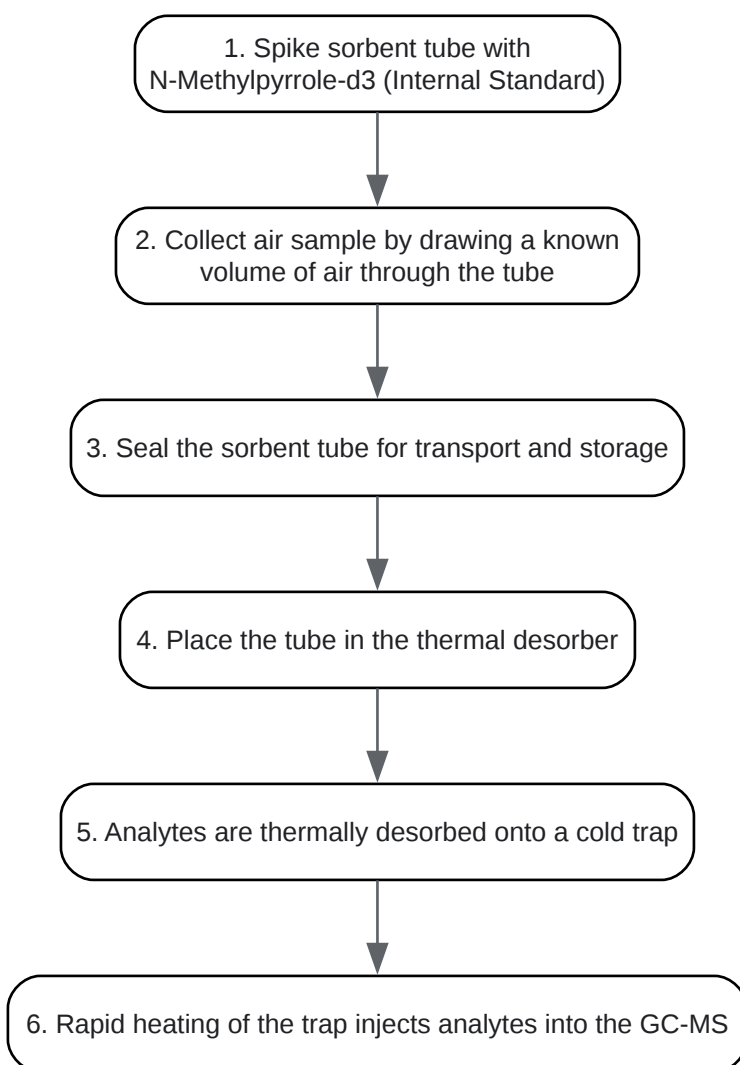 1. Spike sorbent tube with
N-Methylpyrrole-d3 (Internal Standard)
2. Collect air sample by drawing a known
volume of air through the tube
3. Seal the sorbent tube for transport and storage
4. Place the tube in the thermal desorber
5. Analytes are thermally desorbed onto a cold trap
6. Rapid heating of the trap injects analytes into the GC-MS